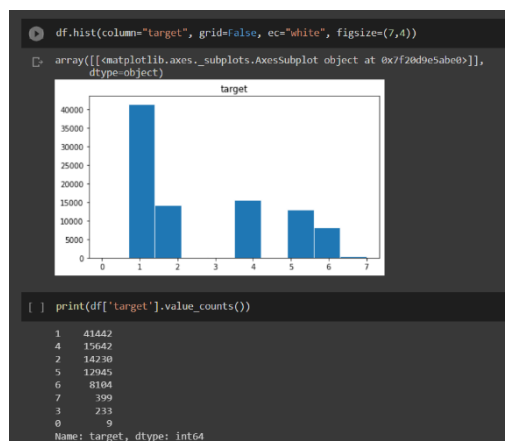 df.hist(column="target", grid=False, ec="white", figsize=(7,4))
array([[<matplotlib.axes._subplots.AxesSubplot object at 0x7f20d9e5abe0>]],
dtype=object)
target
40000
35000
30000
25000
20000
15000
10000
5000
0
0 1 2 3 4 5 6 7
[ ] print(df['target'].value_counts())
1 41442
4 15642
2 14230
5 12945
6 8104
7 399
3 233
0 9
Name: target, dtype: int64